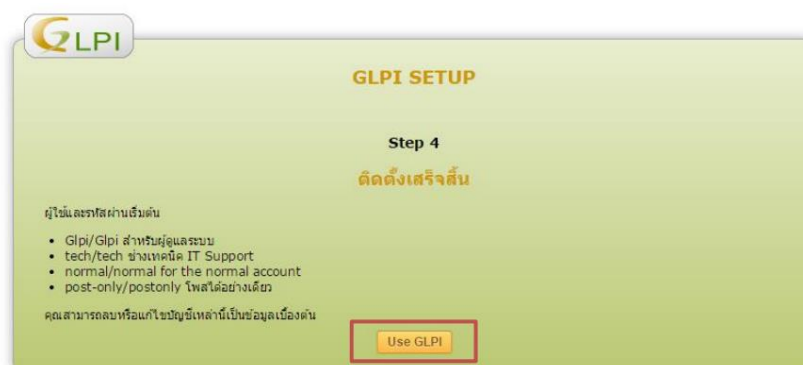 GLPI
GLPI SETUP
Step 4
ติดตั้งเสร็จสิ้น
ผู้ใช้และรหัสผ่านเริ่มต้น
• Glpi/Glpi สำหรับผู้ดูแลระบบ
• tech/tech ช่างเทคนิค IT Support
• normal/normal for the normal account
• post-only/postonly โพสได้อย่างเดียว
คุณสามารถลบหรือแก้ไขบัญชีเหล่านี้เป็นข้อมูลเบื้องต้น
Use GLPI